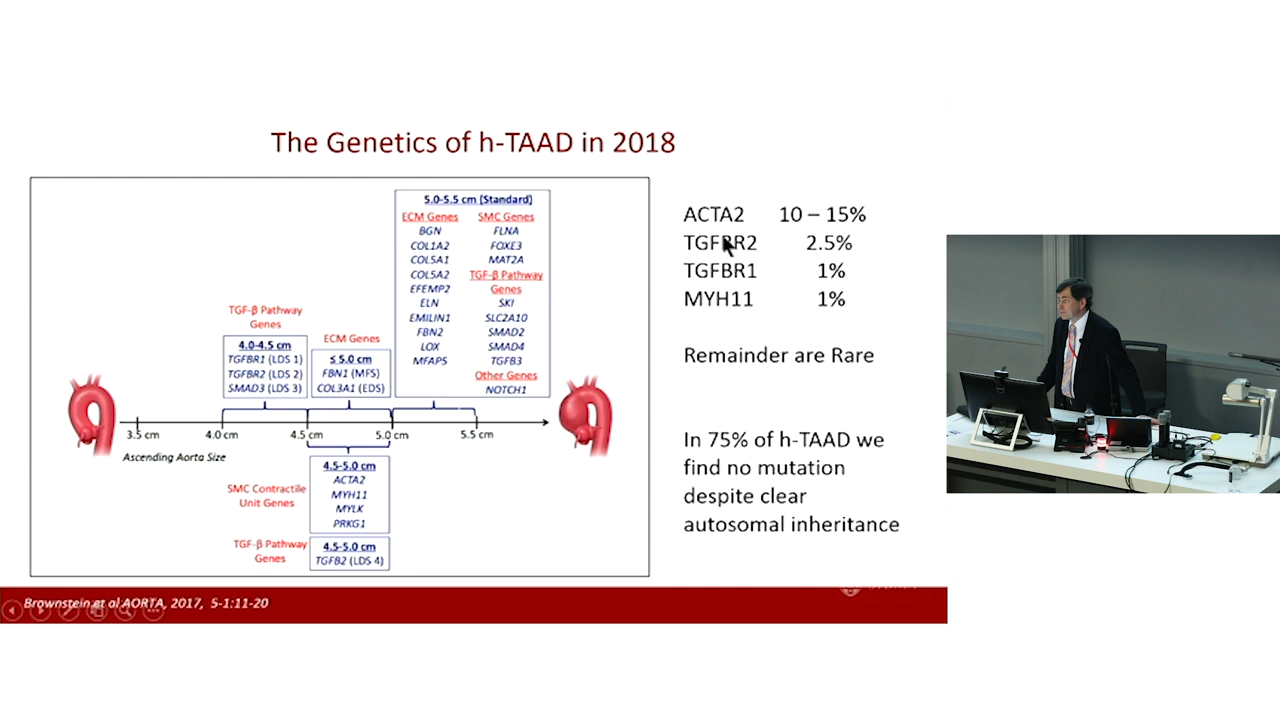 The Genetics of h-TAAD in 2018
5.0-5.5 cm (Standard)
ECM Genes
BGN
COL1A2
COL5A1
COL5A2
EFEMP2
ELN
EMILIN1
FBN2
LOX
MFAP5
SMC Genes
FLNA
FOXE3
MAT2A
TGF-β Pathway
Genes
SKI
SLC2A10
SMAD2
SMAD4
TGFB3
Other Genes
NOTCH1
TGF-β Pathway
Genes
4.0-4.5 cm
TGFBR1 (LDS 1)
TGFBR2 (LDS 2)
SMAD3 (LDS 3)
ECM Genes
≤ 5.0 cm
FBN1 (MFS)
COL3A1 (EDS)
3.5 cm
4.0 cm
4.5 cm
5.0 cm
5.5 cm
Ascending Aorta Size
SMC Contractile
Unit Genes
4.5-5.0 cm
ACTA2
MYH11
MYLK
PRKG1
TGF-β Pathway
Genes
4.5-5.0 cm
TGFB2 (LDS 4)
ACTA2 10 – 15%
TGFBR2 2.5%
TGFBR1 1%
MYH11 1%
Remainder are Rare
In 75% of h-TAAD we
find no mutation
despite clear
autosomal inheritance
Brownstein et al AORTA, 2017, 5-1:11-20